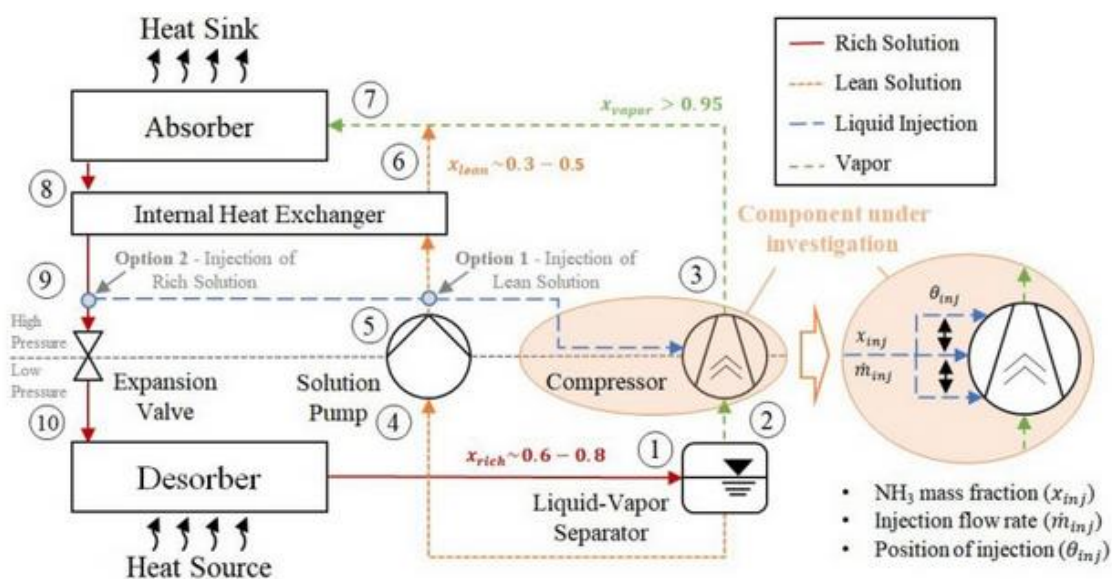 Heat Sink
Absorber
7
x_vapor > 0.95
6
x_lean~0.3 – 0.5
8
Internal Heat Exchanger
Rich Solution
Lean Solution
Liquid Injection
Vapor
Component under
investigation
Option 2 - Injection of
Rich Solution
Option 1 - Injection of
Lean Solution
3
9
High
Pressure
Low
Pressure
5
Expansion
Valve
Solution
Pump
Compressor
θ_inj
x_inj
ṁ_inj
10
4
2
1
Desorber
x_rich~0.6 – 0.8
Liquid-Vapor
Separator
Heat Source
• NH₃ mass fraction (x_inj)
• Injection flow rate (ṁ_inj)
• Position of injection (θ_inj)